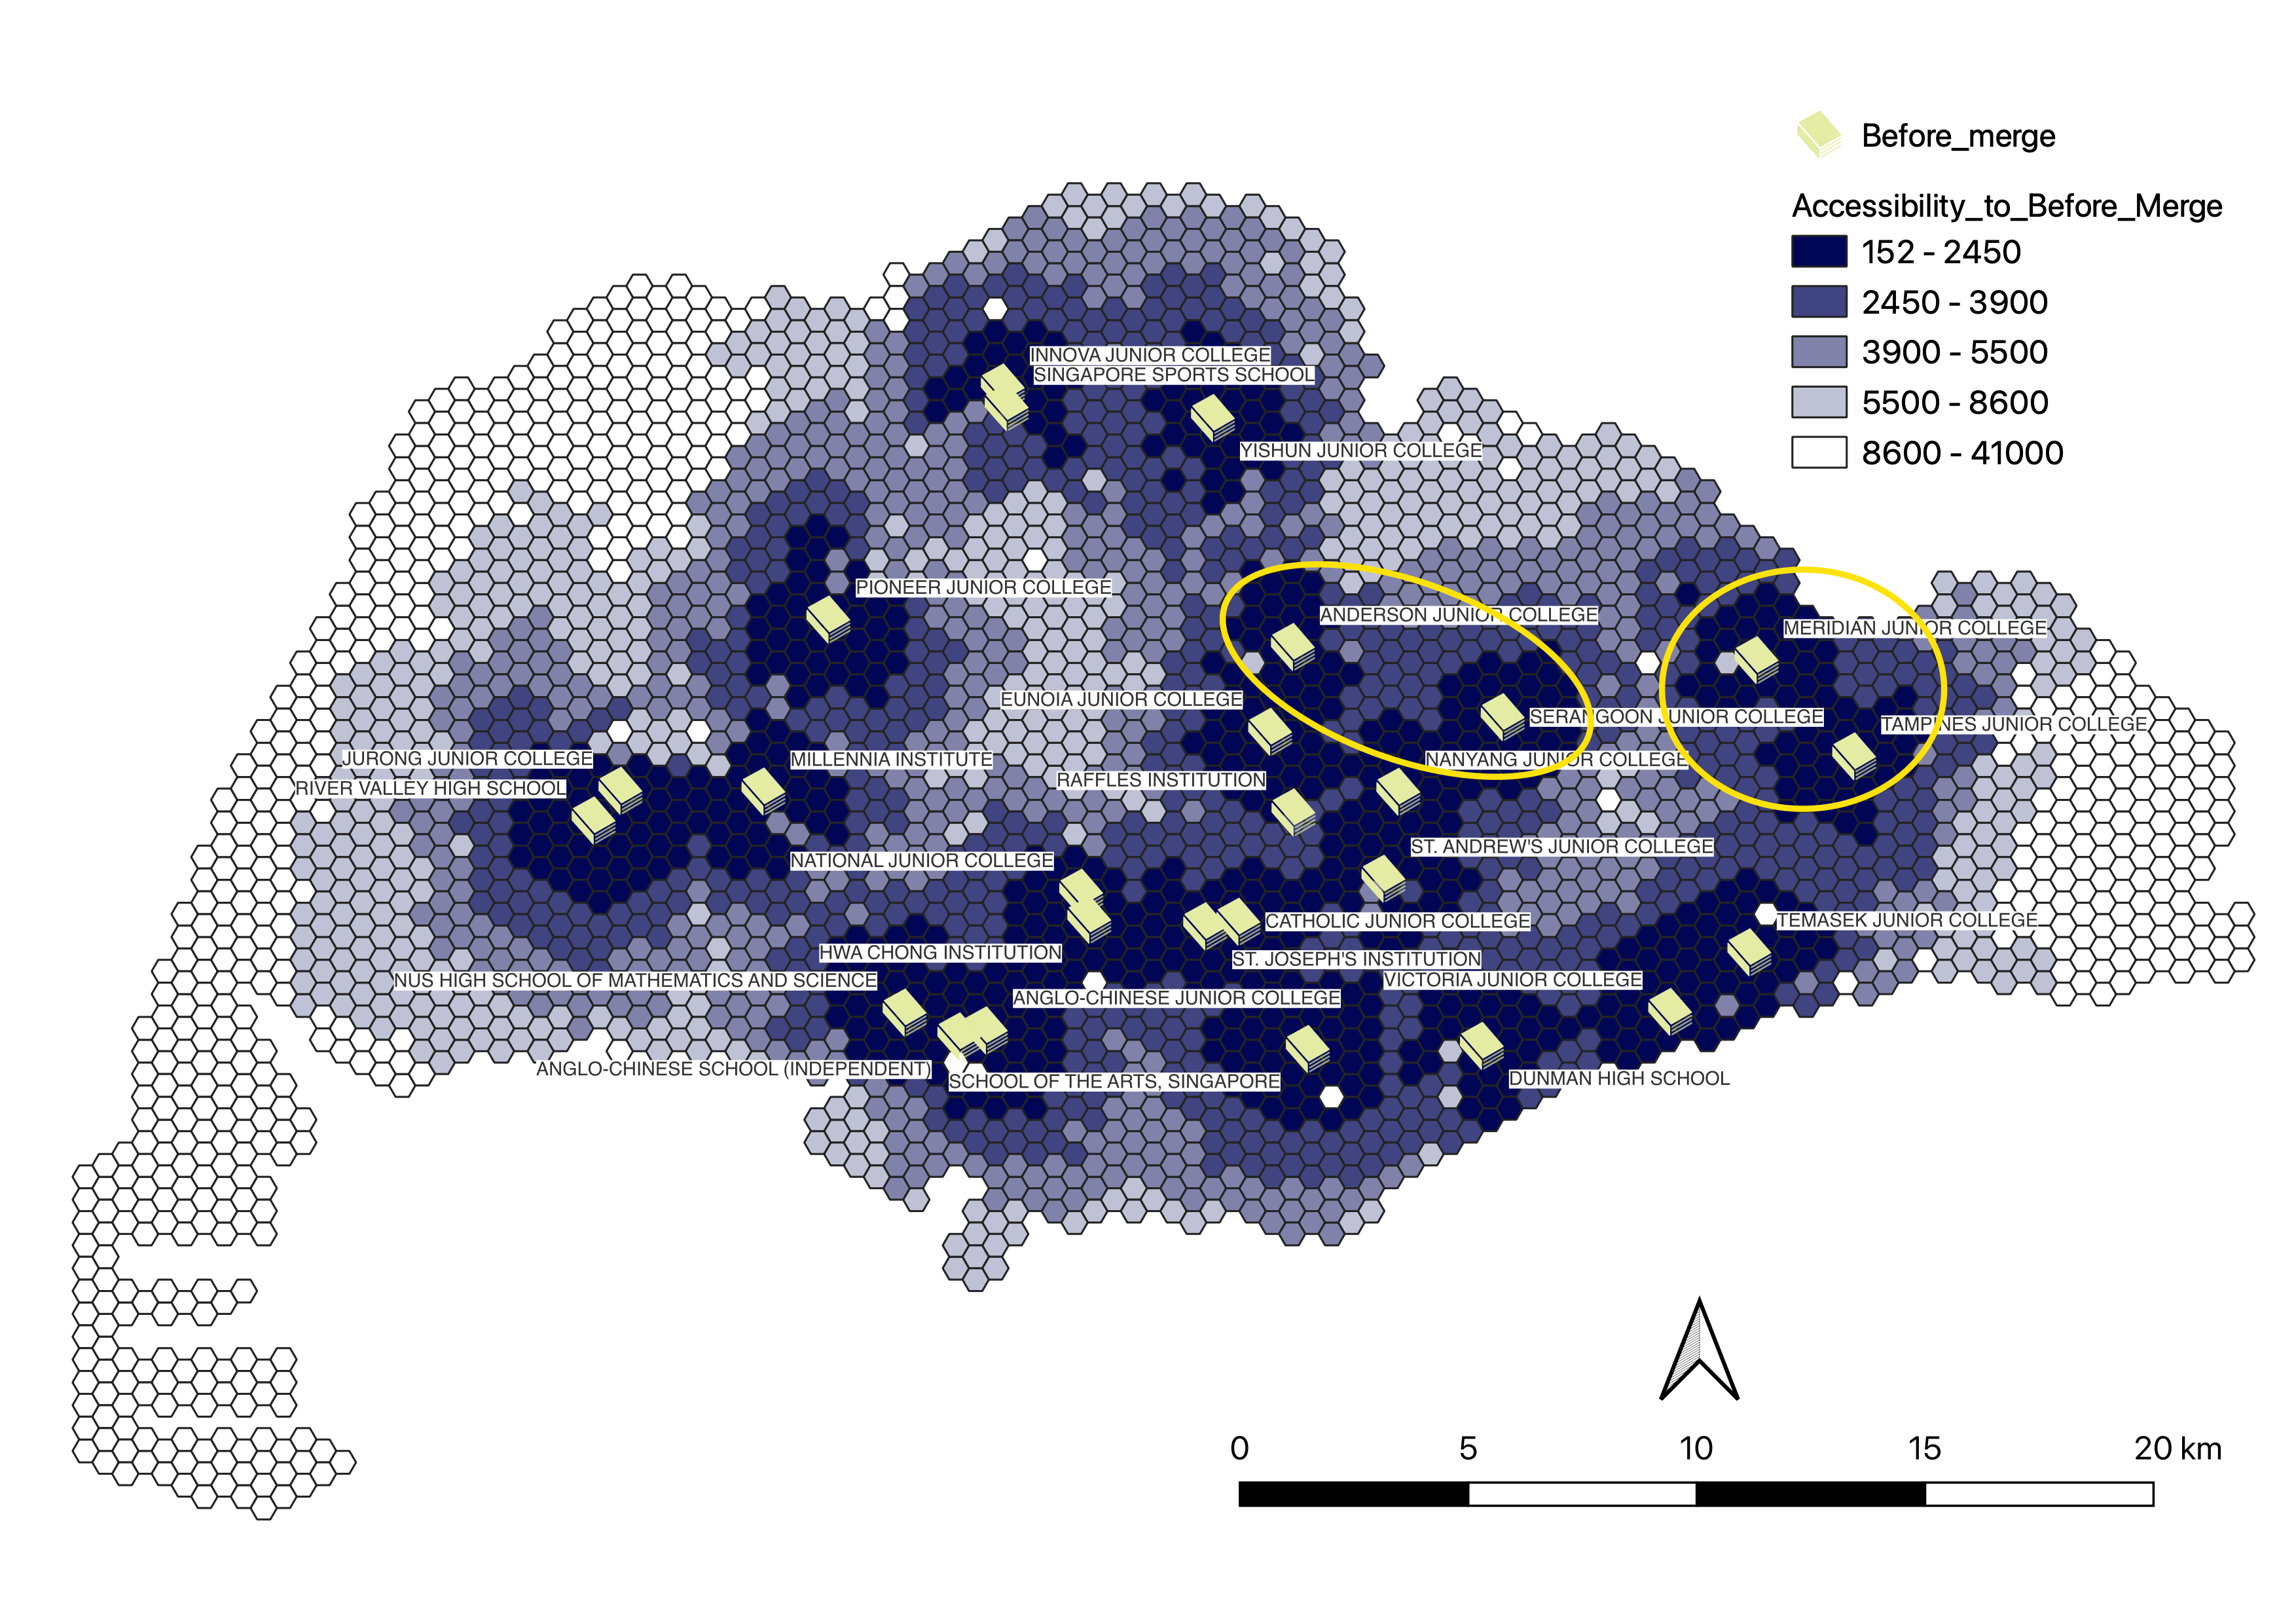 Before_merge
Accessibility_to_Before_Merge
152 - 2450
2450 - 3900
3900 - 5500
5500 - 8600
8600 - 41000
INNOVA JUNIOR COLLEGE
SINGAPORE SPORTS SCHOOL
YISHUN JUNIOR COLLEGE
PIONEER JUNIOR COLLEGE
ANDERSON JUNIOR COLLEGE
MERIDIAN JUNIOR COLLEGE
EUNOIA JUNIOR COLLEGE
SERANGOON JUNIOR COLLEGE
TAMPINES JUNIOR COLLEGE
JURONG JUNIOR COLLEGE
MILLENNIA INSTITUTE
NANYANG JUNIOR COLLEGE
RAFFLES INSTITUTION
RIVER VALLEY HIGH SCHOOL
ST. ANDREW'S JUNIOR COLLEGE
NATIONAL JUNIOR COLLEGE
CATHOLIC JUNIOR COLLEGE
TEMASEK JUNIOR COLLEGE
HWA CHONG INSTITUTION
ST. JOSEPH'S INSTITUTION
NUS HIGH SCHOOL OF MATHEMATICS AND SCIENCE
VICTORIA JUNIOR COLLEGE
ANGLO-CHINESE JUNIOR COLLEGE
ANGLO-CHINESE SCHOOL (INDEPENDENT)
SCHOOL OF THE ARTS, SINGAPORE
DUNMAN HIGH SCHOOL
0 5 10 15 20 km